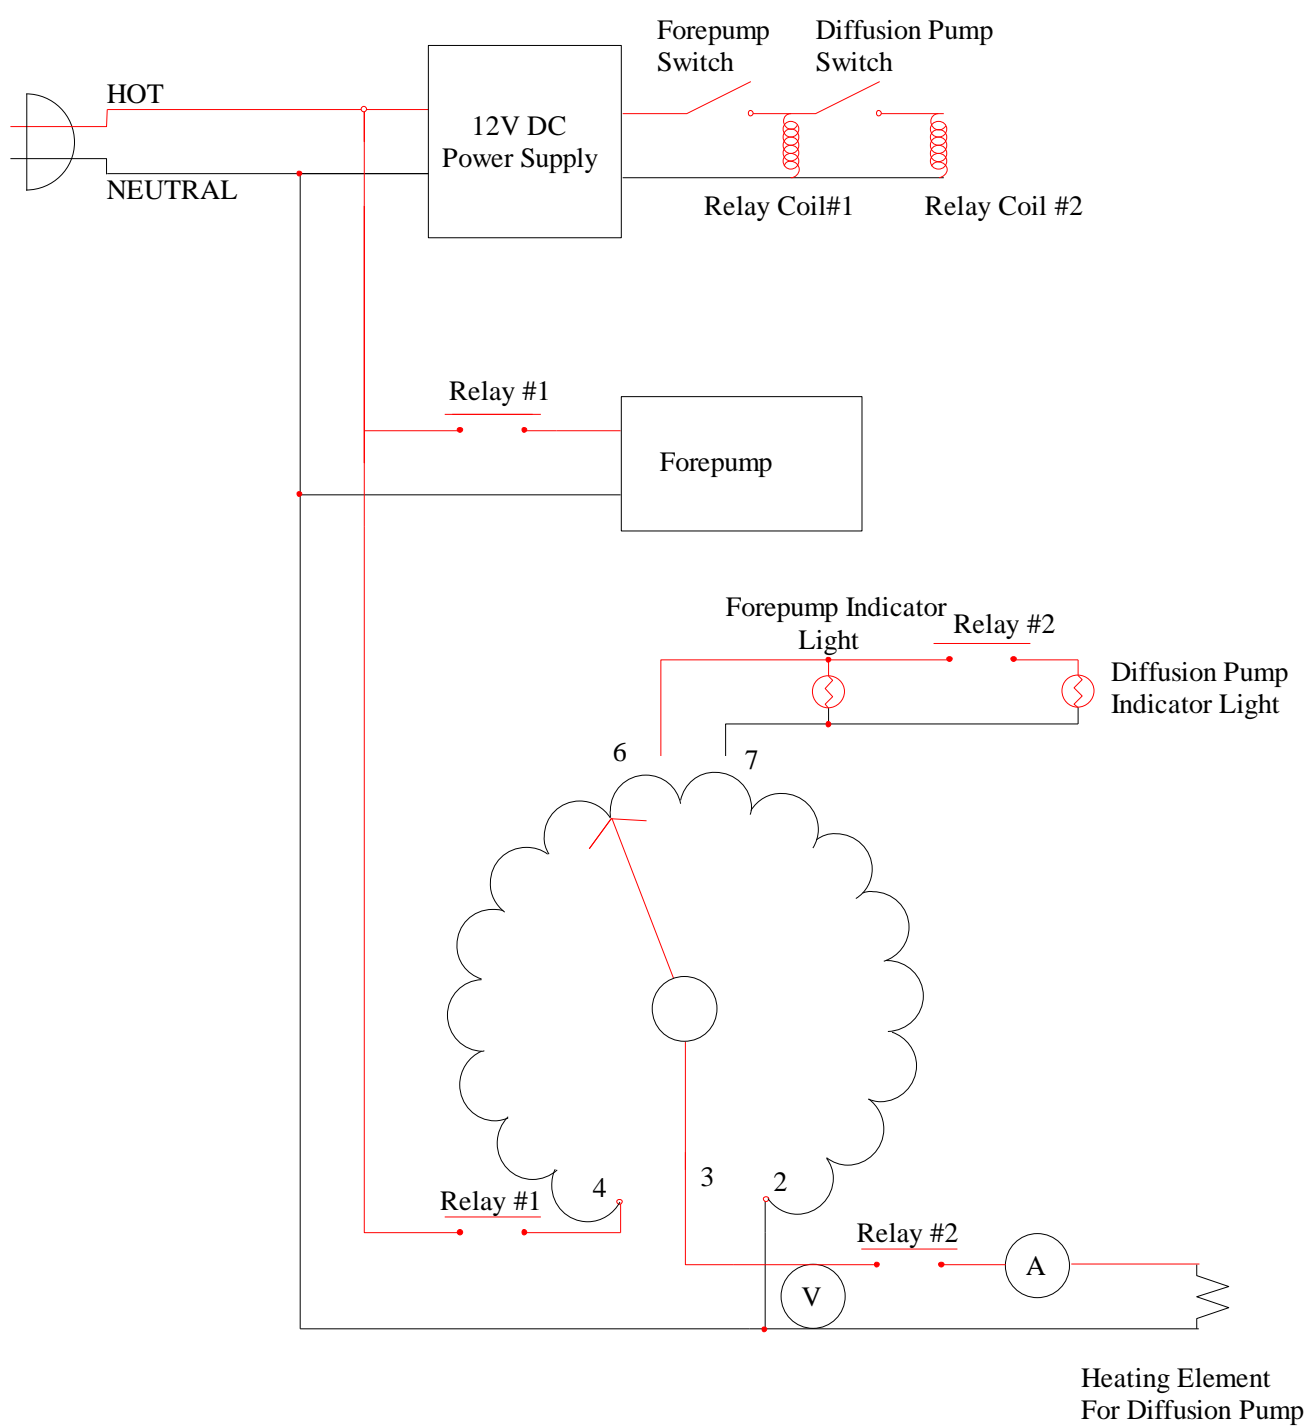 Forepump
Switch
Diffusion Pump
Switch
HOT
12V DC
Power Supply
NEUTRAL
Relay Coil#1
Relay Coil #2
Relay #1
Forepump
Forepump Indicator
Light
Relay #2
Diffusion Pump
Indicator Light
6
7
3
2
4
Relay #1
Relay #2
A
V
Heating Element
For Diffusion Pump